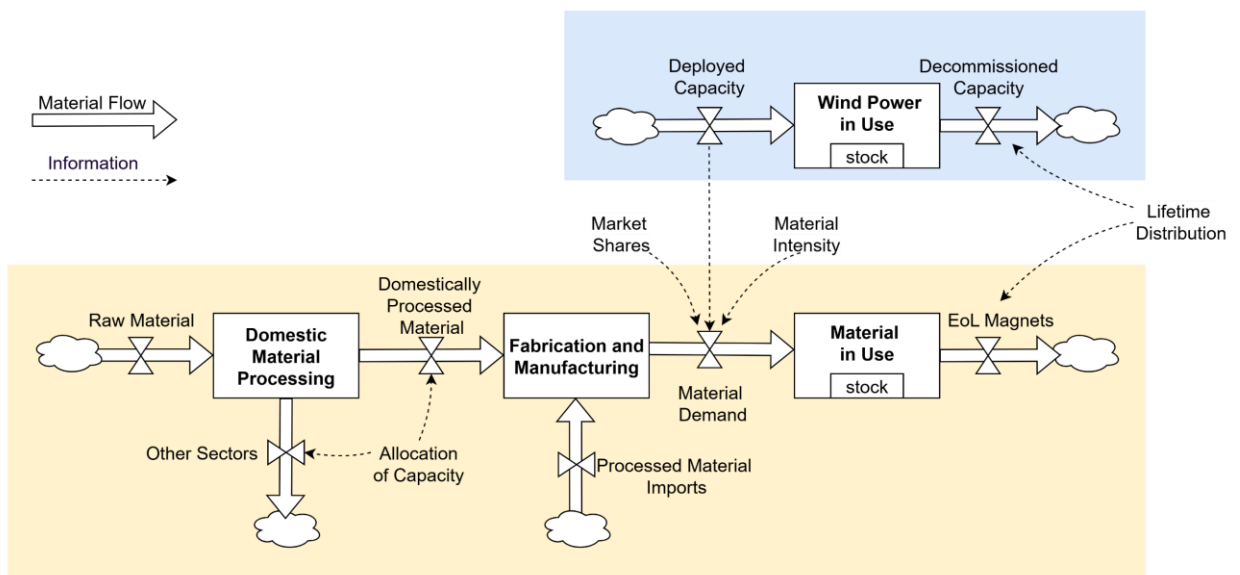 Material Flow
Information
Deployed
Capacity
Wind Power
in Use
stock
Decommissioned
Capacity
Market
Shares
Material
Intensity
Lifetime
Distribution
Raw Material
Domestic
Material
Processing
Domestically
Processed
Material
Fabrication and
Manufacturing
Material
Demand
Material
in Use
stock
EoL Magnets
Other Sectors
Allocation
of Capacity
Processed Material
Imports